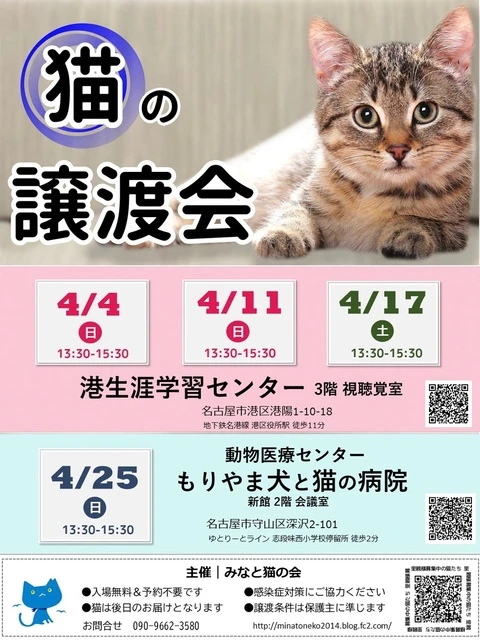 猫の
譲渡会
4/4
日
13:30-15:30
4/11
日
13:30-15:30
4/17
土
13:30-15:30
港生涯学習センター 3階 視聴覚室
名古屋市港区港陽1-10-18
地下鉄名港線 港区役所駅 徒歩11分
4/25
日
13:30-15:30
動物医療センター
もりやま犬と猫の病院
新館 2階 会議室
名古屋市守山区深沢2-101
ゆとりーとライン 志段味西小学校停留所 徒歩2分
主催｜みなと猫の会
●入場無料＆予約不要です
●感染症対策にご協力ください
●猫は後日のお届けとなります
●譲渡条件は保護主に準じます
お問合せ 090-9662-3580
http://minatoneko2014.blog.fc2.com/